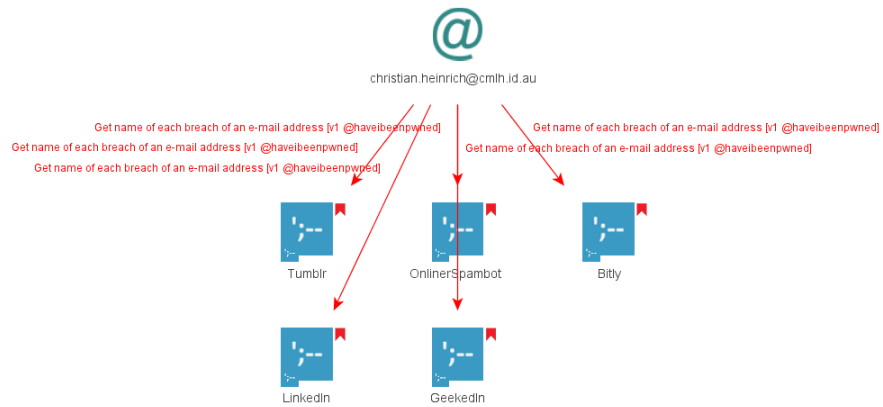 @
christian.heinrich@cmlh.id.au
Get name of each breach of an e-mail address [v1 @haveibeenpwned]
Get name of each breach of an e-mail address [v1 @haveibeenpwned]
Get name of each breach of an e-mail address [v1 @haveibeenpwned]
Get name of each breach of an e-mail address [v1 @haveibeenpwned]
Get name of each breach of an e-mail address [v1 @haveibeenpwned]
';--
';--
';--
Tumblr
OnlinerSpambot
Bitly
';--
';--
LinkedIn
GeekedIn